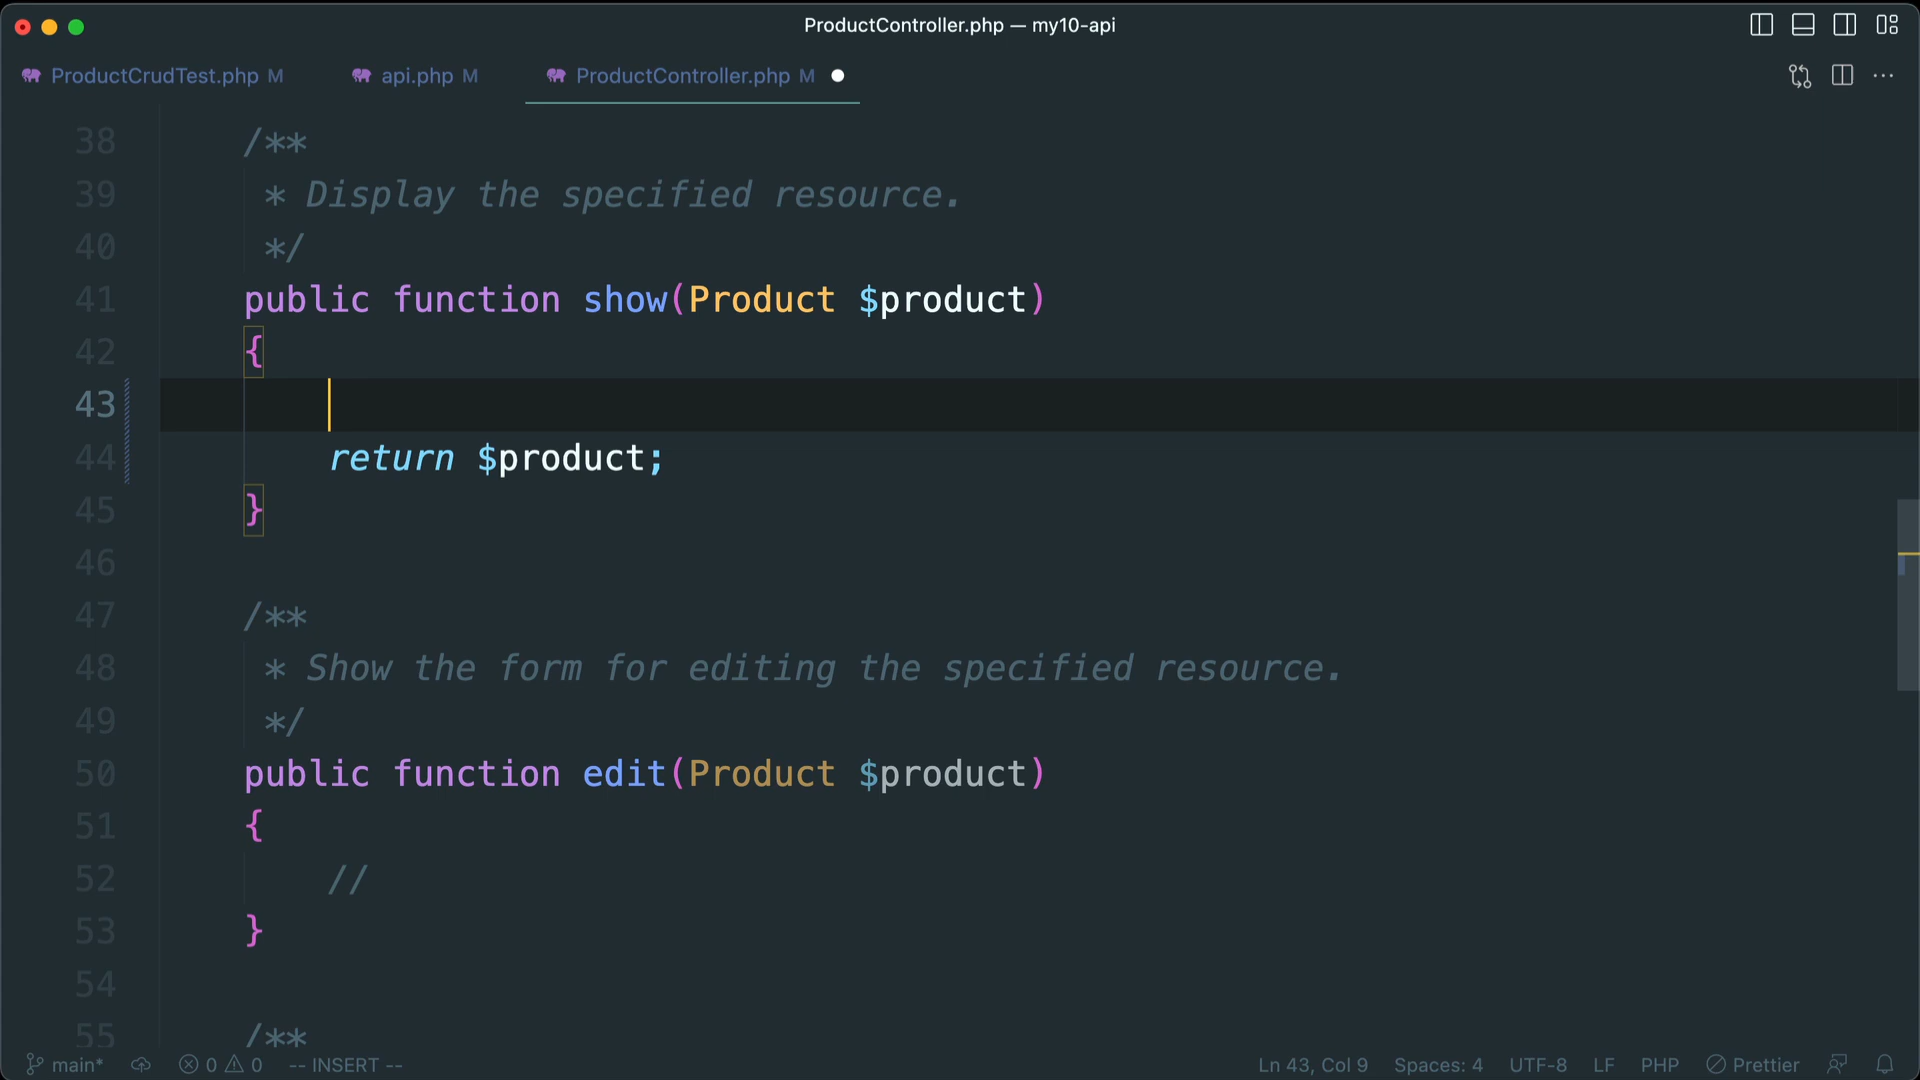 ProductController.php — my10-api
ProductCrudTest.php M api.php M ProductController.php M
38 /**
39 * Display the specified resource.
40 */
41 public function show(Product $product)
42 {
43
44 return $product;
45 }
46
47 /**
48 * Show the form for editing the specified resource.
49 */
50 public function edit(Product $product)
51 {
52 //
53 }
54
55 /**
main* 0 0 -- INSERT -- Ln 43, Col 9 Spaces: 4 UTF-8 LF PHP Prettier